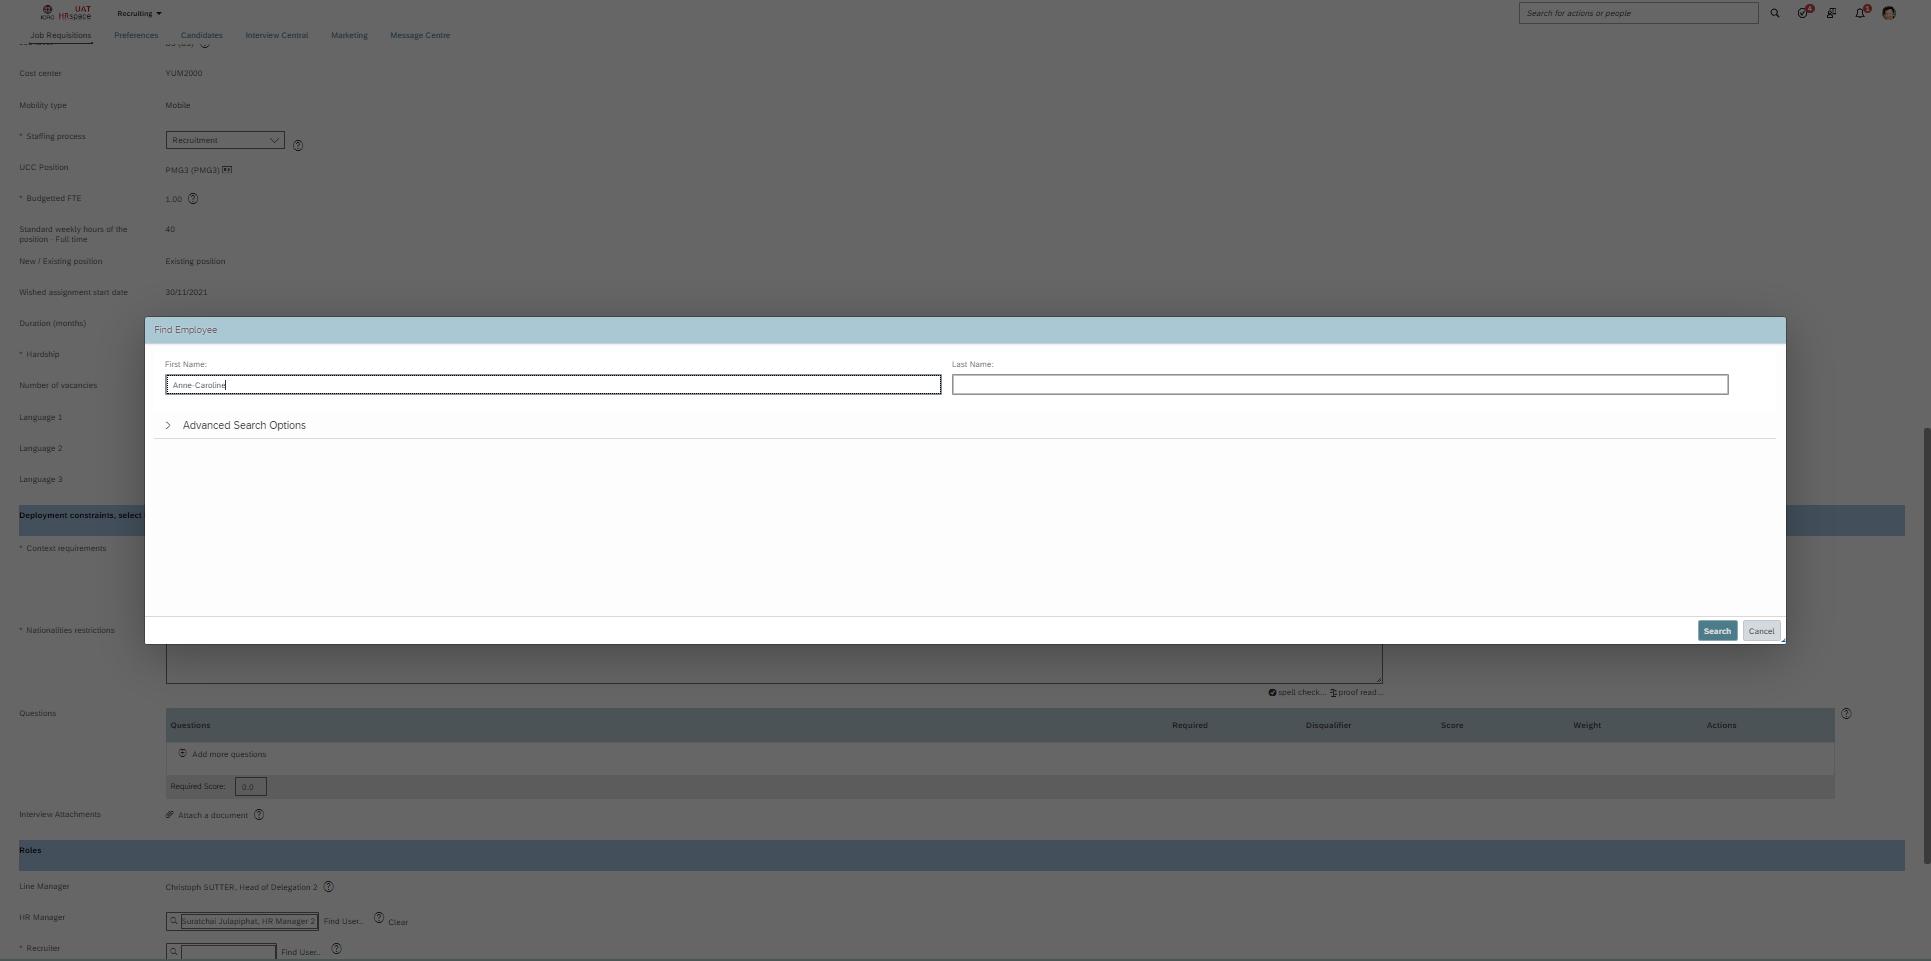 UAT
ICRC HRspace
Recruiting
Search for actions or people
4
1
Job Requisitions
Preferences
Candidates
Interview Central
Marketing
Message Centre
Cost center
YUM2000
Mobility type
Mobile
* Staffing process
Recruitment
UCC Position
PMG3 (PMG3)
* Budgetted FTE
1.00
Standard weekly hours of the
position - Full time
40
New / Existing position
Existing position
Wished assignment start date
30/11/2021
Duration (months)
* Hardship
Number of vacancies
Language 1
Language 2
Language 3
Find Employee
First Name:
Last Name:
Anne-Caroline
Advanced Search Options
Search
Cancel
Deployment constraints, select
* Context requirements
* Nationalities restrictions
spell check...
proof read...
Questions
Questions
Required
Disqualifier
Score
Weight
Actions
Add more questions
Required Score:
0.0
Interview Attachments
Attach a document
Roles
Line Manager
Christoph SUTTER, Head of Delegation 2
HR Manager
Suratchai Julapiphat, HR Manager 2
Find User...
Clear
* Recruiter
Find User...